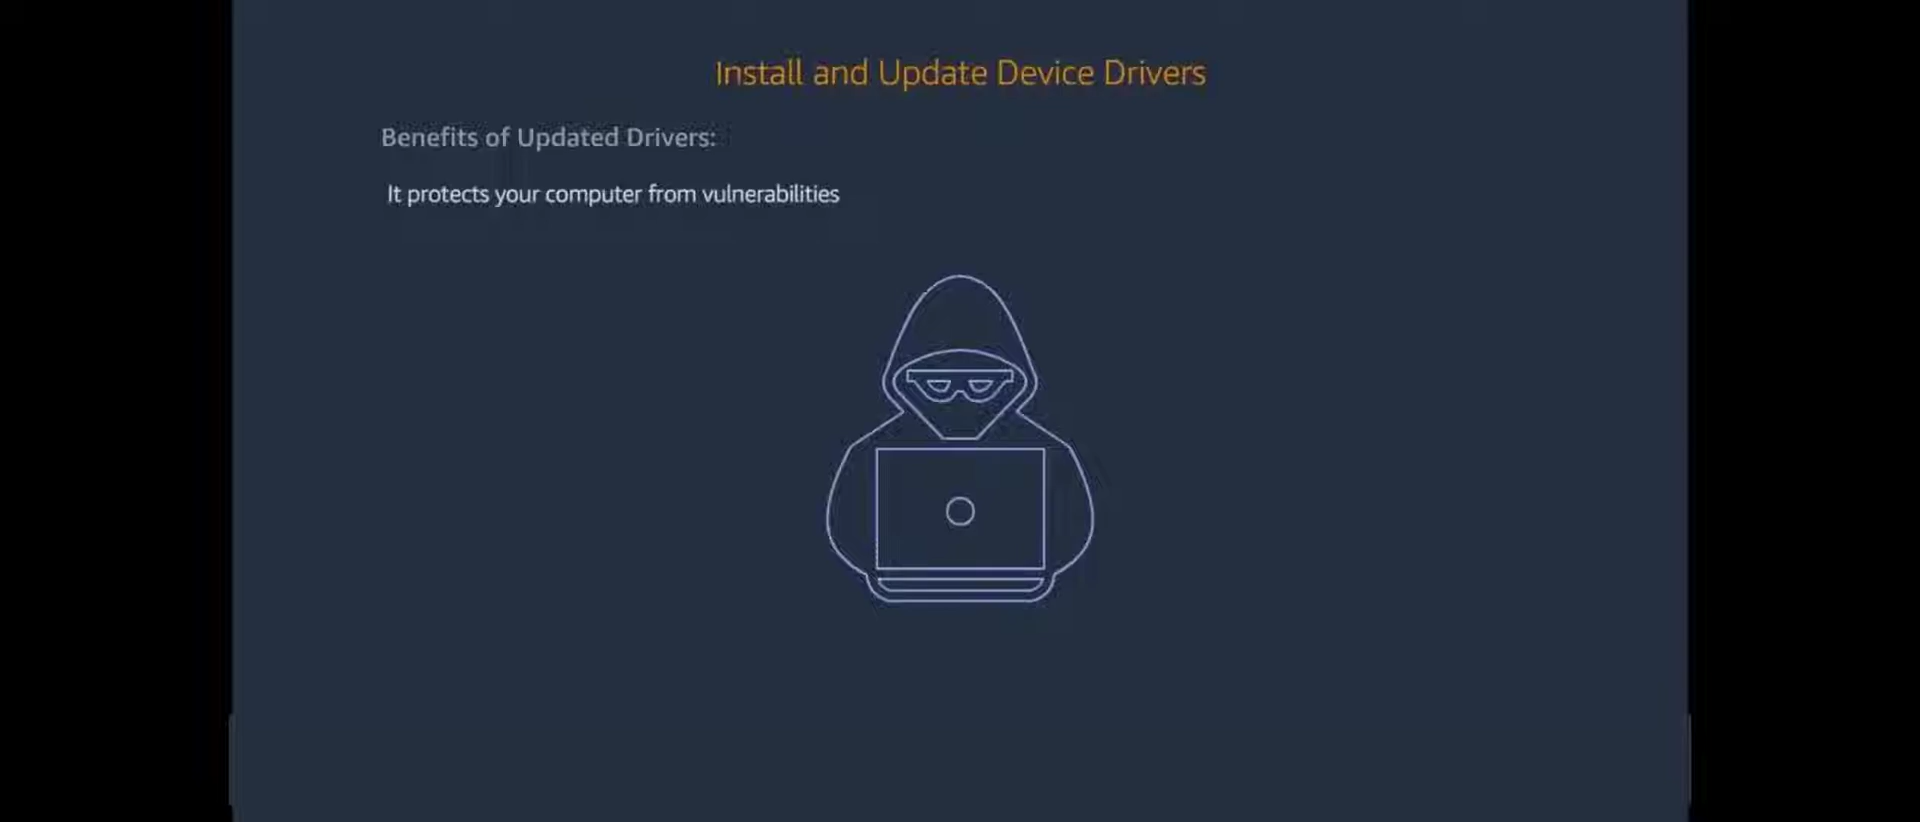 Install and Update Device Drivers
Benefits of Updated Drivers:
It protects your computer from vulnerabilities